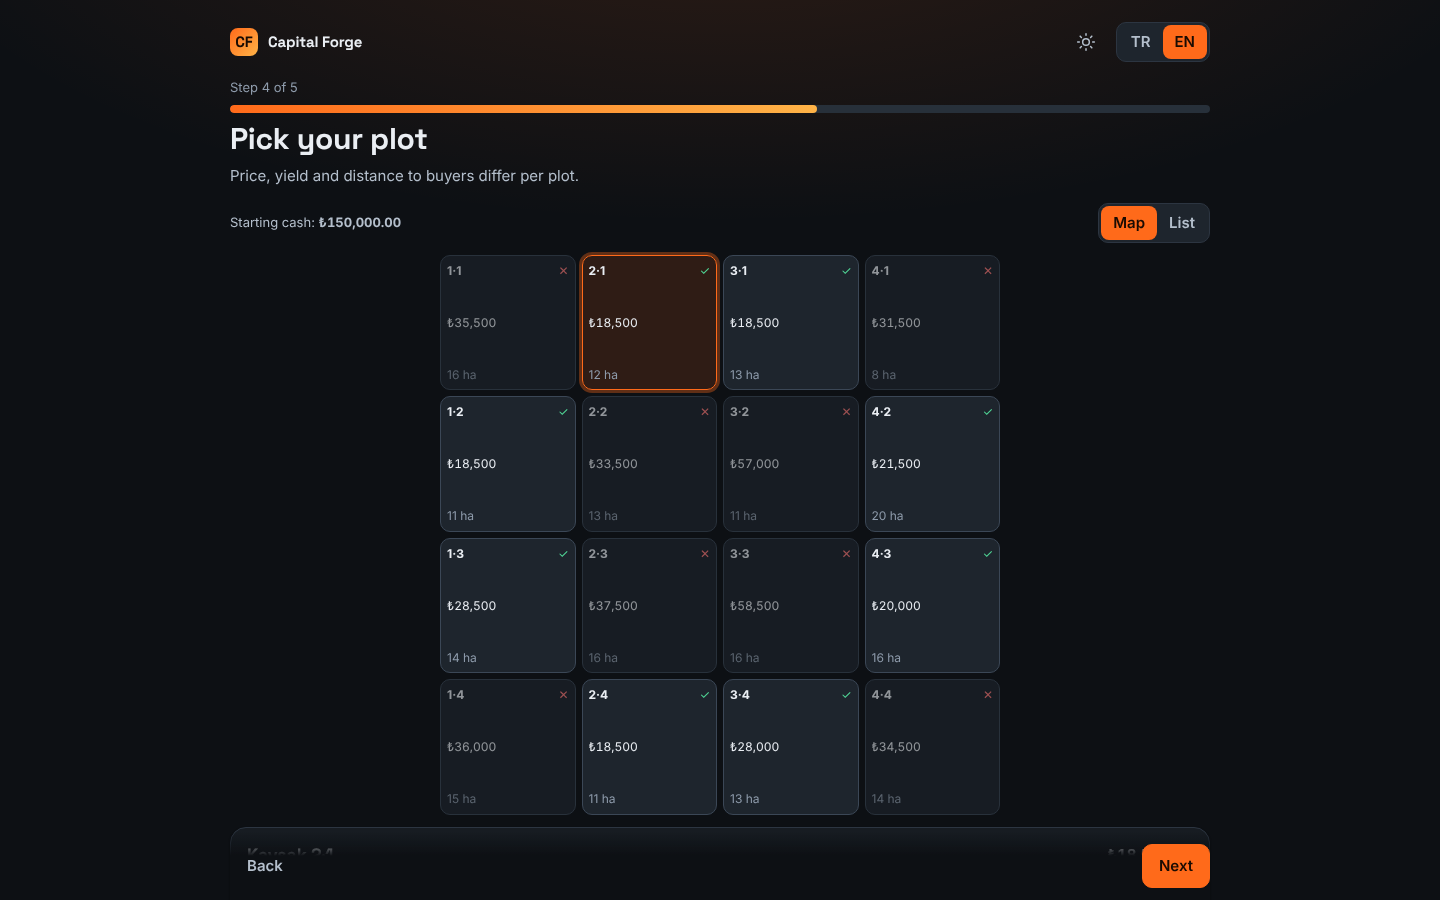 CF Capital Forge TR EN
Step 4 of 5
Pick your plot
Price, yield and distance to buyers differ per plot.
Starting cash: ₺150,000.00 Map List
1·1 2·1 3·1 4·1
₺35,500 ₺18,500 ₺18,500 ₺31,500
16 ha 12 ha 13 ha 8 ha
1·2 2·2 3·2 4·2
₺18,500 ₺33,500 ₺57,000 ₺21,500
11 ha 13 ha 11 ha 20 ha
1·3 2·3 3·3 4·3
₺28,500 ₺37,500 ₺58,500 ₺20,000
14 ha 16 ha 16 ha 16 ha
1·4 2·4 3·4 4·4
₺36,000 ₺18,500 ₺28,000 ₺34,500
15 ha 11 ha 13 ha 14 ha
Back Next